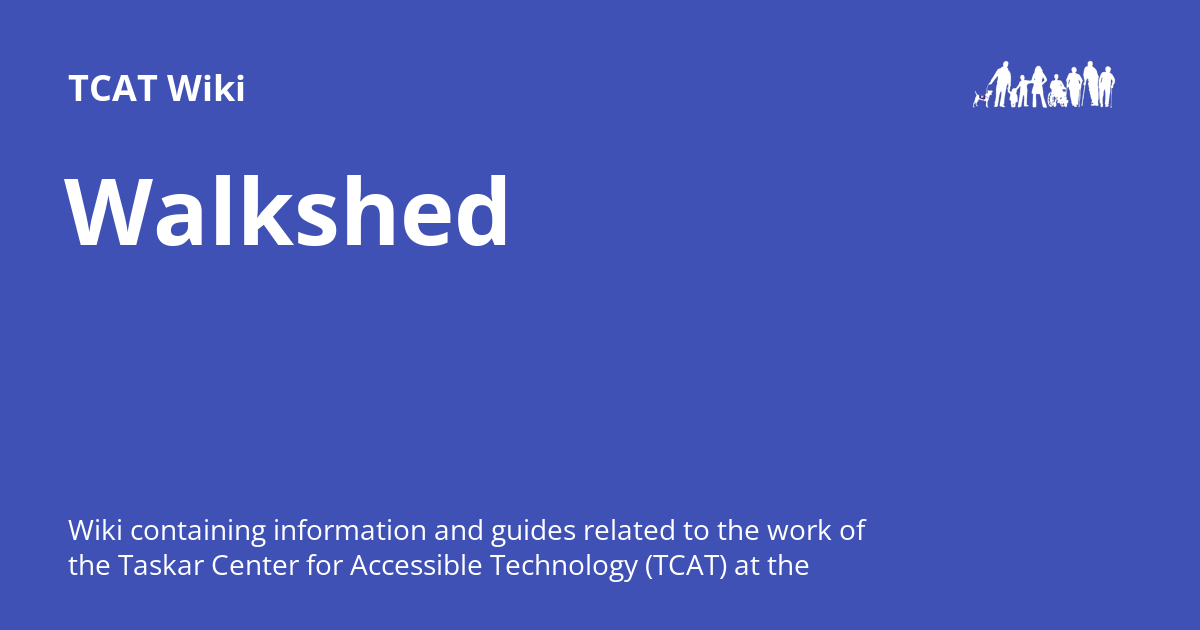 TCAT Wiki
Walkshed
Wiki containing information and guides related to the work of
the Taskar Center for Accessible Technology (TCAT) at the